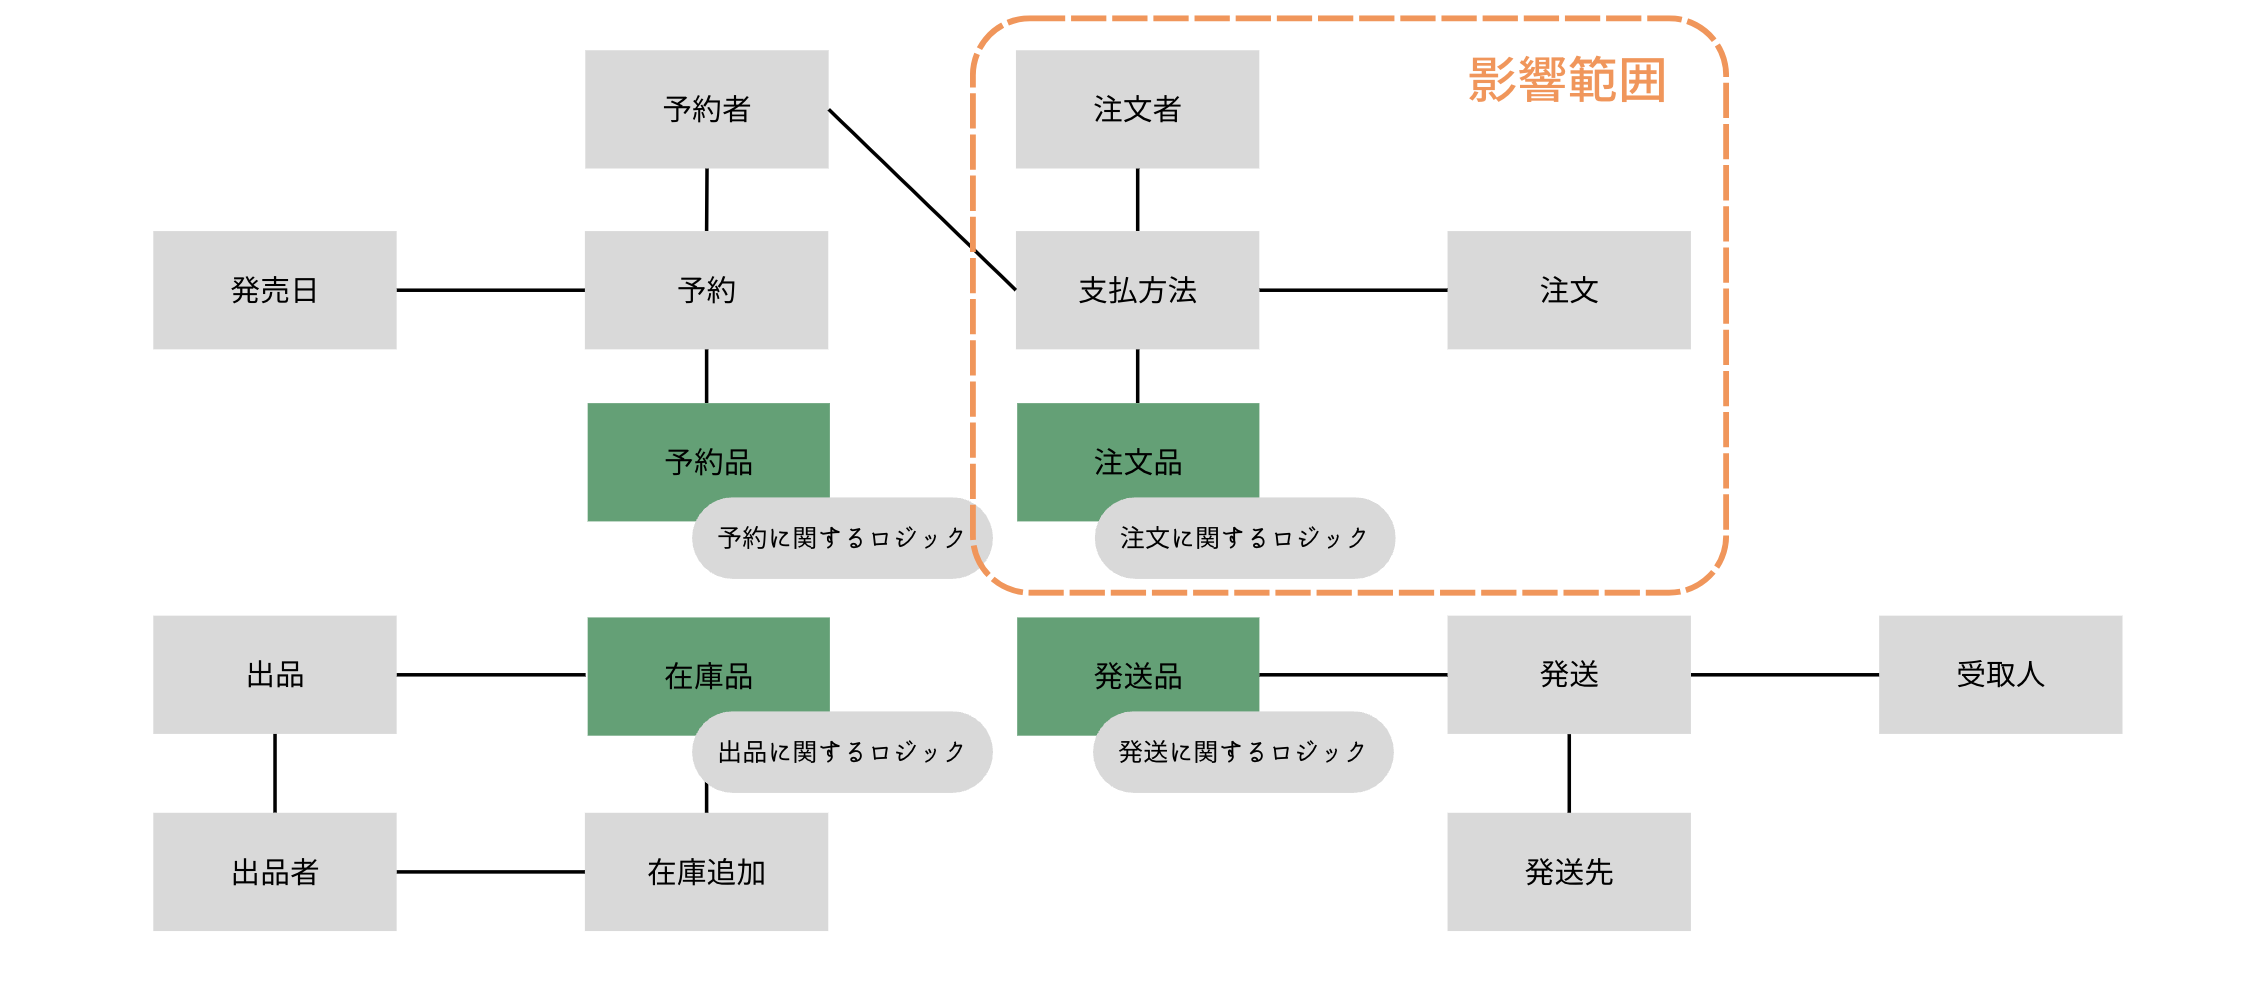 影響範囲
予約者
注文者
発売日
予約
支払方法
注文
予約品
注文品
予約に関するロジック
注文に関するロジック
出品
在庫品
発送品
発送
受取人
出品に関するロジック
発送に関するロジック
出品者
在庫追加
発送先